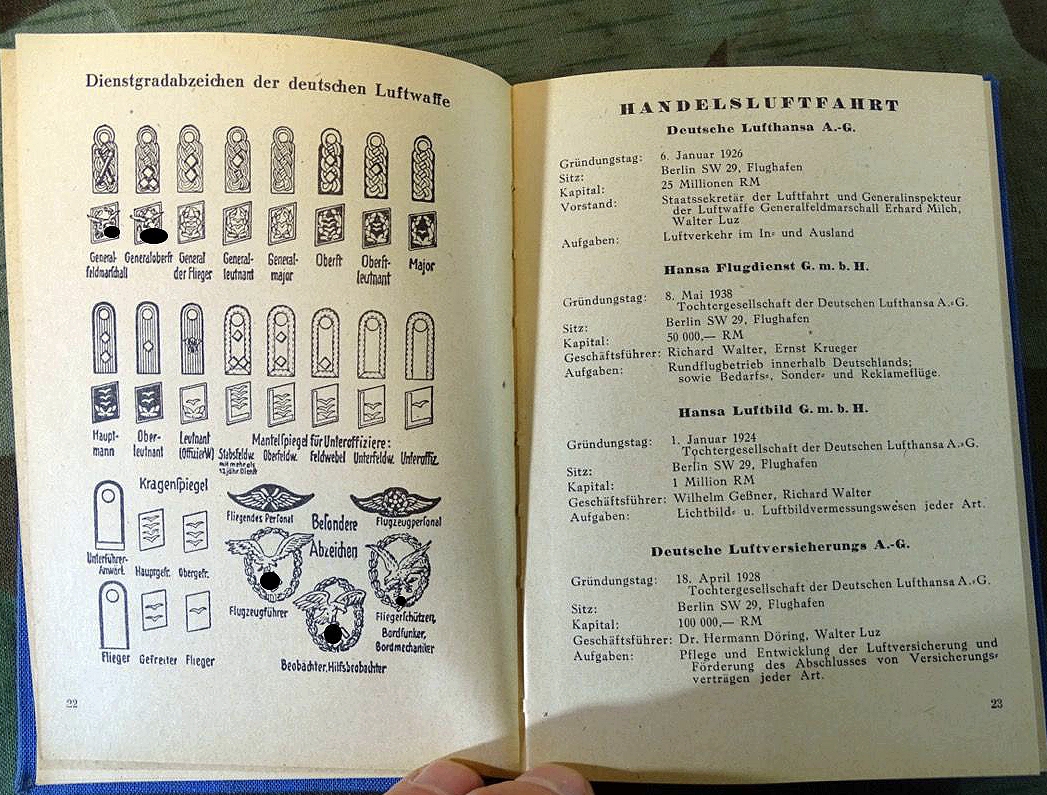 Dienstgradabzeichen der deutschen Luftwaffe
General-
feldmarschall
Generaloberst
General
der Flieger
General-
leutnant
General-
major
Oberst
Oberst-
leutnant
Major
Haupt-
mann
Ober-
leutnant
Leutnant
(Offizier W)
Mantelspiegel für Unteroffiziere:
Stabsfeldw.
mit mehr als
12 jähr. Dienst
Oberfeldw.
Feldwebel
Unterfeldw.
Unteroffiz.
Kragenspiegel
Unterführer-
Anwärt.
Hauptgefr.
Obergefr.
Fliegendes Personal
Besondere
Abzeichen
Flugzeugpersonal
Flugzeugführer
Fliegerschützen,
Bordfunker,
Bordmechaniker
Beobachter, Hilfsbeobachter
Flieger
Gefreiter
Flieger
22
HANDELSLUFTFAHRT
Deutsche Lufthansa A.-G.
Gründungstag: 6. Januar 1926
Sitz: Berlin SW 29, Flughafen
Kapital: 25 Millionen RM
Vorstand: Staatssekretär der Luftfahrt und Generalinspekteur
der Luftwaffe Generalfeldmarschall Erhard Milch,
Walter Luz
Aufgaben: Luftverkehr im In- und Ausland
Hansa Flugdienst G. m. b. H.
Gründungstag: 8. Mai 1938
Tochtergesellschaft der Deutschen Lufthansa A.-G.
Sitz: Berlin SW 29, Flughafen
Kapital: 50 000,— RM
Geschäftsführer: Richard Walter, Ernst Krueger
Aufgaben: Rundflugbetrieb innerhalb Deutschlands;
sowie Bedarfs-, Sonder- und Reklameflüge.
Hansa Luftbild G. m. b. H.
Gründungstag: 1. Januar 1924
Tochtergesellschaft der Deutschen Lufthansa A.-G.
Sitz: Berlin SW 29, Flughafen
Kapital: 1 Million RM
Geschäftsführer: Wilhelm Geßner, Richard Walter
Aufgaben: Lichtbild- u. Luftbildvermessungswesen jeder Art.
Deutsche Luftversicherungs A.-G.
Gründungstag: 18. April 1928
Tochtergesellschaft der Deutschen Lufthansa A.-G.
Sitz: Berlin SW 29, Flughafen
Kapital: 100 000,— RM
Geschäftsführer: Dr. Hermann Döring, Walter Luz
Aufgaben: Pflege und Entwicklung der Luftversicherung und
Förderung des Abschlusses von Versicherungs-
verträgen jeder Art.
23